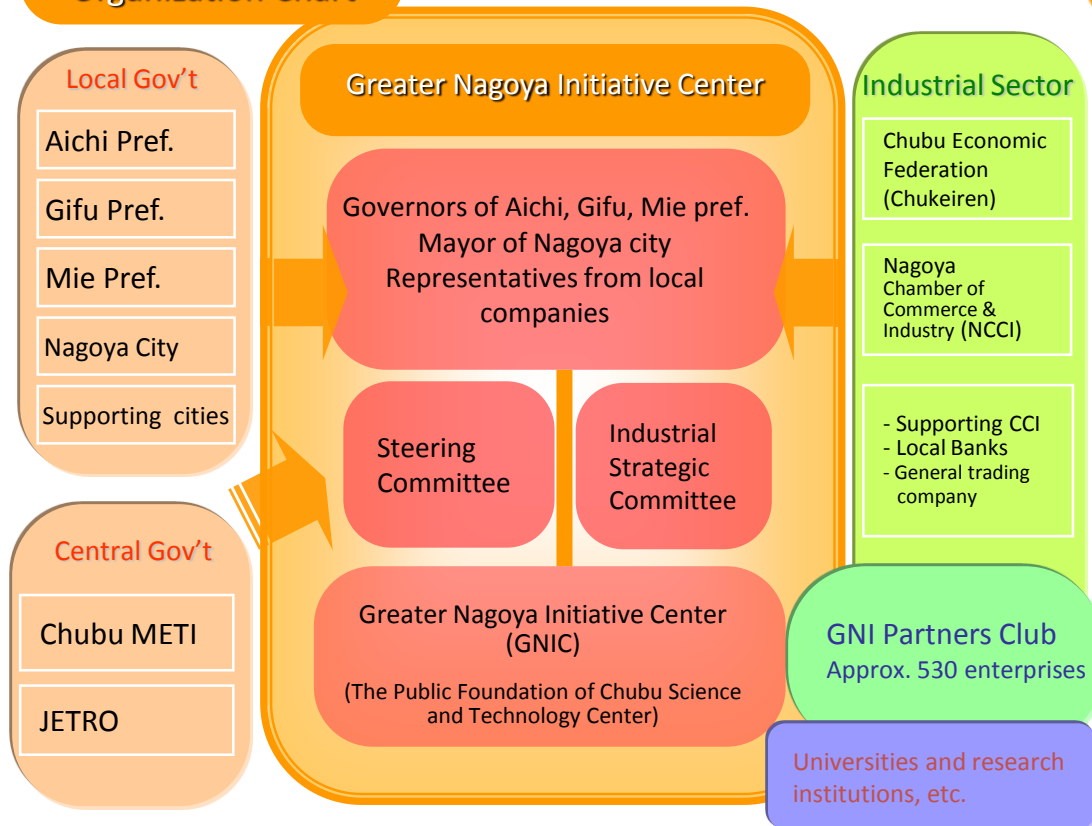 Organization Chart
Local Gov't
Aichi Pref.
Gifu Pref.
Mie Pref.
Nagoya City
Supporting cities
Central Gov't
Chubu METI
JETRO
Greater Nagoya Initiative Center
Governors of Aichi, Gifu, Mie pref.
Mayor of Nagoya city
Representatives from local
companies
Steering
Committee
Industrial
Strategic
Committee
Greater Nagoya Initiative Center
(GNIC)
(The Public Foundation of Chubu Science
and Technology Center)
Industrial Sector
Chubu Economic
Federation
(Chukeiren)
Nagoya
Chamber of
Commerce &
Industry (NCCI)
- Supporting CCI
- Local Banks
- General trading
company
GNI Partners Club
Approx. 530 enterprises
Universities and research
institutions, etc.